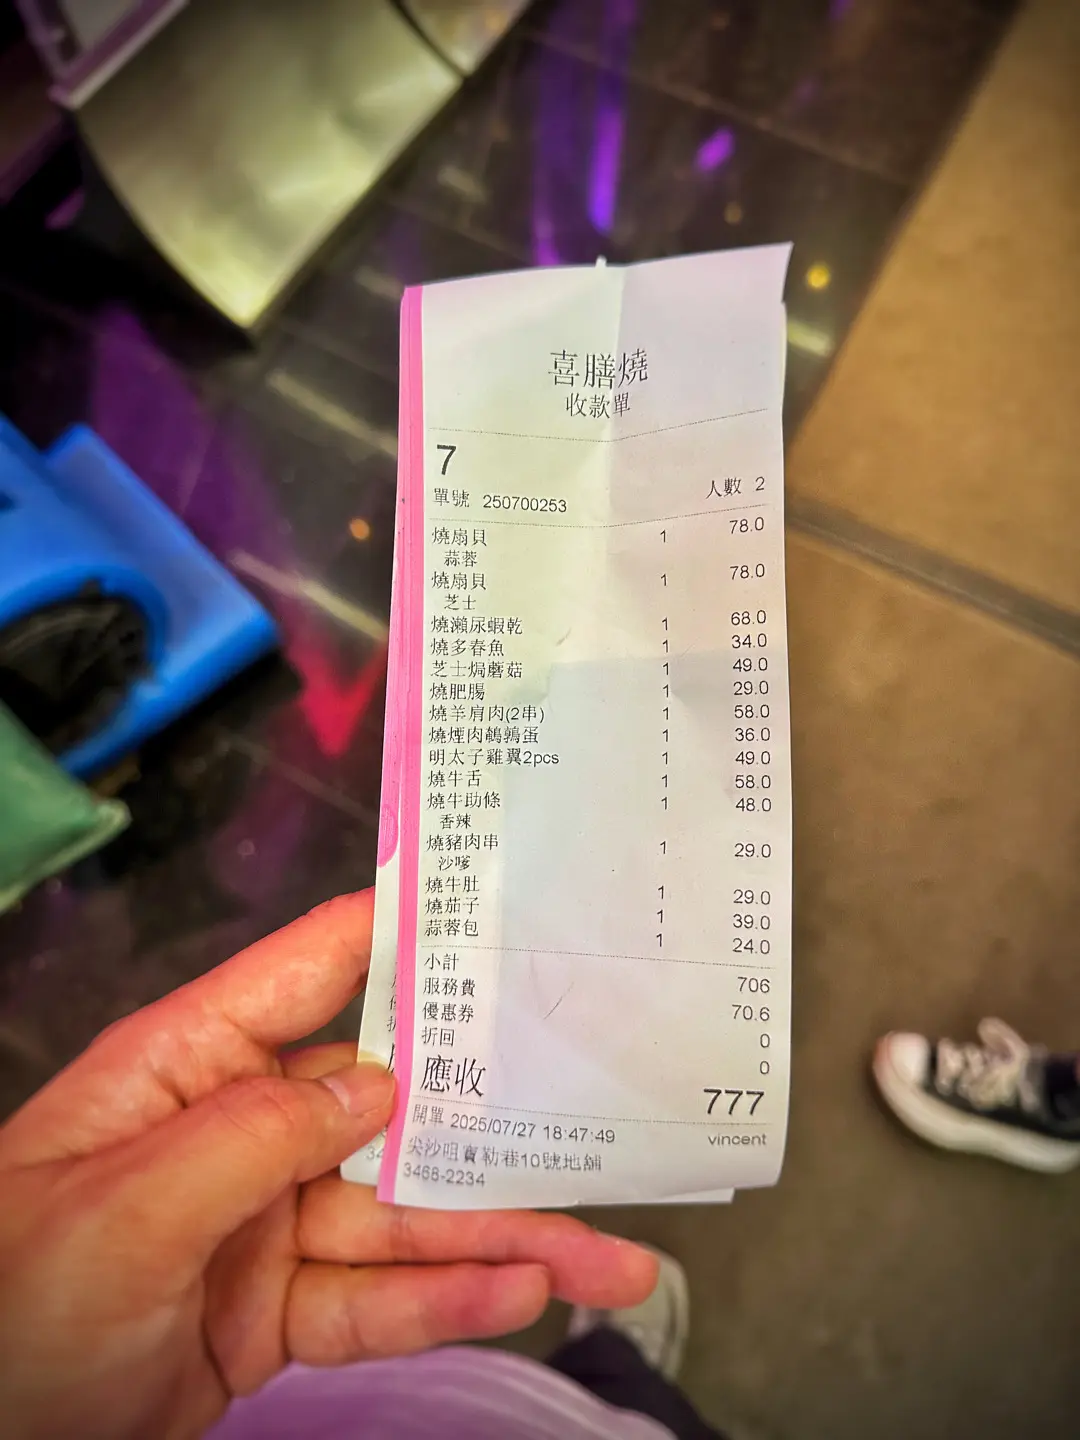 喜膳燒
收款單
7
單號 250700253 人數 2
燒扇貝 1 78.0
蒜蓉
燒扇貝 1 78.0
芝士
燒瀨尿蝦乾 1 68.0
燒多春魚 1 34.0
芝士焗蘑菇 1 49.0
燒肥腸 1 29.0
燒羊肩肉(2串) 1 58.0
燒煙肉鵪鶉蛋 1 36.0
明太子雞翼2pcs 1 49.0
燒牛舌 1 58.0
燒牛助條 1 48.0
香辣
燒豬肉串 1 29.0
沙嗲
燒牛肚 1 29.0
燒茄子 1 39.0
蒜蓉包 1 24.0
小計 706
服務費 70.6
優惠券 0
折回 0
應收 777
開單 2025/07/27 18:47:49 vincent
尖沙咀寶勒巷10號地舖
3468-2234